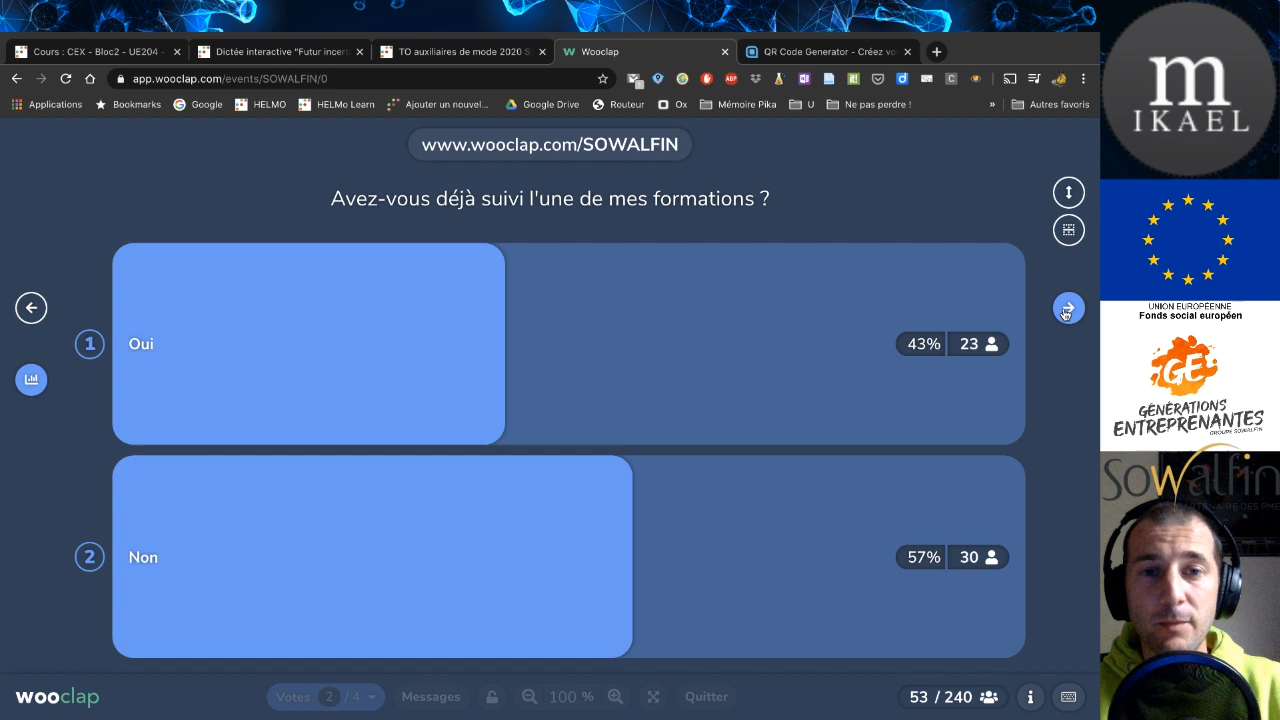 Cours : CEX - Bloc2 - UE204 -
Dictée interactive "Futur incert
TO auxiliaires de mode 2020 S
Wooclap
QR Code Generator - Créez vo
app.wooclap.com/events/SOWALFIN/0
Applications
Bookmarks
Google
HELMO
HELMo Learn
Ajouter un nouvel...
Google Drive
Routeur
Ox
Mémoire Pika
U
Ne pas perdre !
»
Autres favoris
www.wooclap.com/SOWALFIN
Avez-vous déjà suivi l'une de mes formations ?
1 Oui 43% 23
2 Non 57% 30
wooclap
Votes 2 / 4
Messages
100 %
Quitter
53 / 240
m
IKAEL
UNION EUROPÉENNE
Fonds social européen
GE
GÉNÉRATIONS
ENTREPRENANTES
GROUPE SOWALFIN
Sowalfin